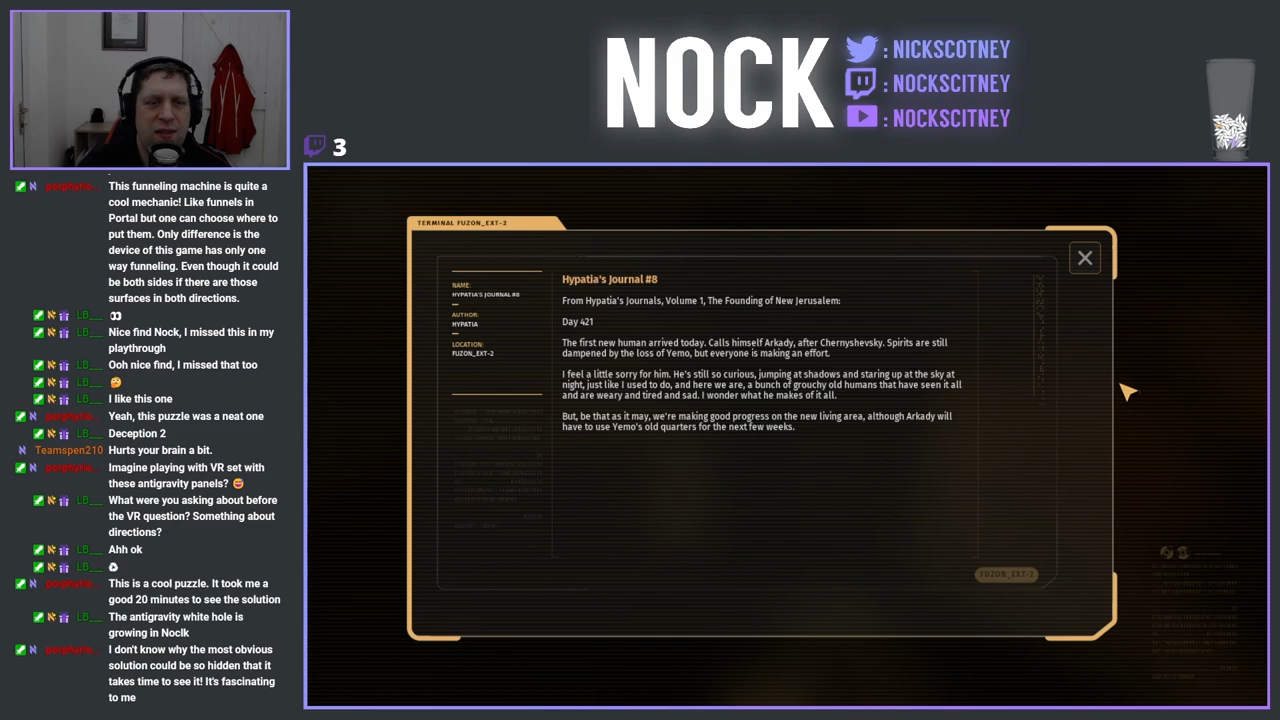 NOCK
: NICKSCOTNEY
: NOCKSCITNEY
: NOCKSCITNEY
3
This funneling machine is quite a
cool mechanic! Like funnels in
Portal but one can choose where to
put them. Only difference is the
device of this game has only one
way funneling. Even though it could
be both sides if there are those
surfaces in both directions.
LB__
LB__ Nice find Nock, I missed this in my
playthrough
LB__ Ooh nice find, I missed that too
LB__
LB__ I like this one
Yeah, this puzzle was a neat one
LB__ Deception 2
Teamspen210 Hurts your brain a bit.
Imagine playing with VR set with
these antigravity panels?
LB__ What were you asking about before
the VR question? Something about
directions?
LB__ Ahh ok
LB__
This is a cool puzzle. It took me a
good 20 minutes to see the solution
LB__ The antigravity white hole is
growing in Noclk
I don't know why the most obvious
solution could be so hidden that it
takes time to see it! It's fascinating
to me
TERMINAL FUZON_EXT-2
NAME:
HYPATIA'S JOURNAL #8
AUTHOR:
HYPATIA
LOCATION:
FUZON_EXT-2
Hypatia's Journal #8
From Hypatia's Journals, Volume 1, The Founding of New Jerusalem:
Day 421
The first new human arrived today. Calls himself Arkady, after Chernyshevsky. Spirits are still
dampened by the loss of Yemo, but everyone is making an effort.
I feel a little sorry for him. He's still so curious, jumping at shadows and staring up at the sky at
night, just like I used to do, and here we are, a bunch of grouchy old humans that have seen it all
and are weary and tired and sad. I wonder what he makes of it all.
But, be that as it may, we're making good progress on the new living area, although Arkady will
have to use Yemo's old quarters for the next few weeks.
FUZON_EXT-2